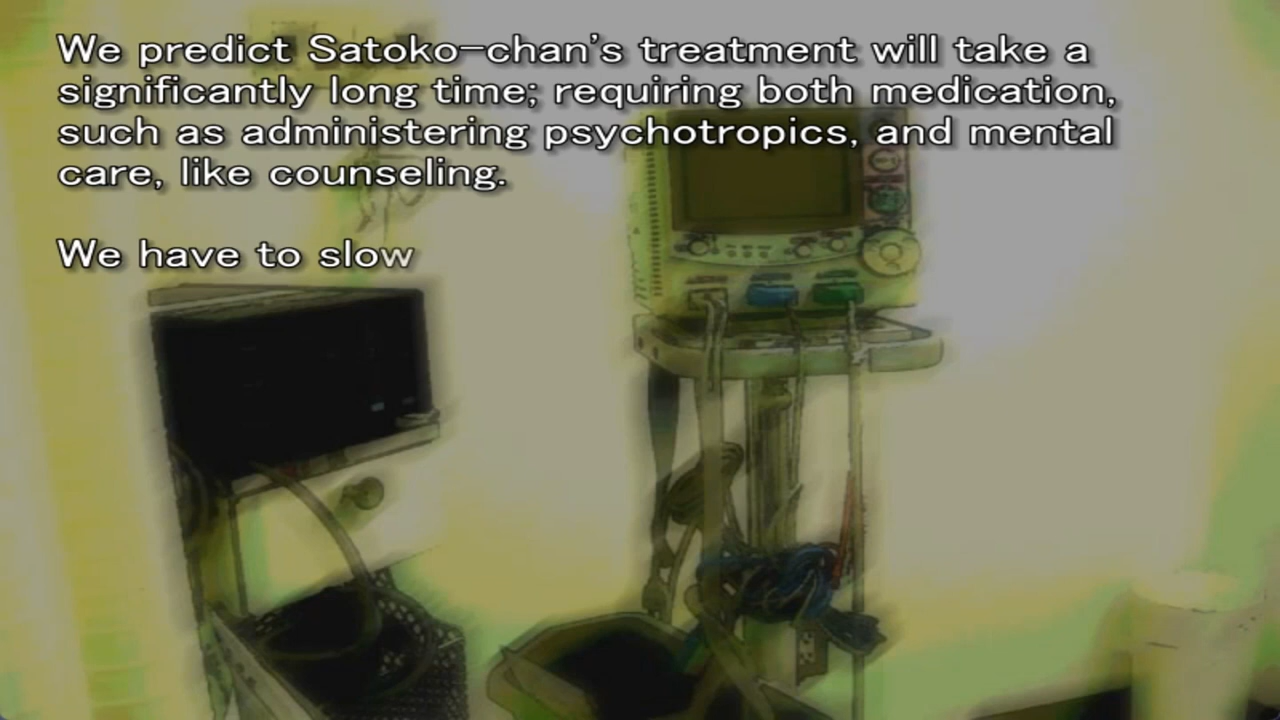 We predict Satoko-chan's treatment will take a
significantly long time; requiring both medication,
such as administering psychotropics, and mental
care, like counseling.
We have to slow